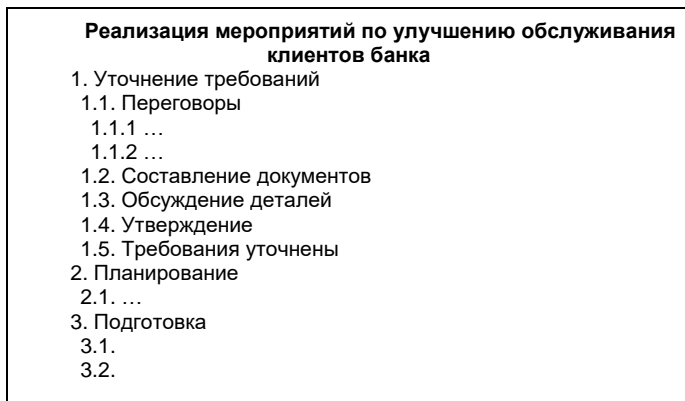 Реализация мероприятий по улучшению обслуживания
клиентов банка
1. Уточнение требований
1.1. Переговоры
1.1.1 …
1.1.2 …
1.2. Составление документов
1.3. Обсуждение деталей
1.4. Утверждение
1.5. Требования уточнены
2. Планирование
2.1. …
3. Подготовка
3.1.
3.2.